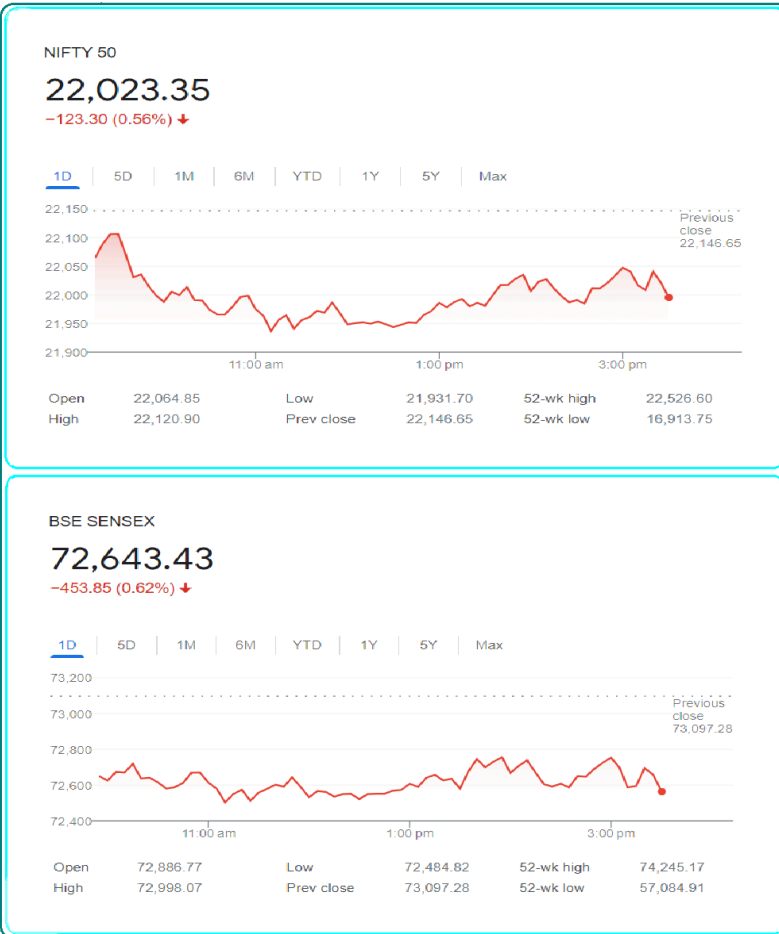 NIFTY 50
22,023.35
−123.30 (0.56%) ↓
1D 5D 1M 6M YTD 1Y 5Y Max
22,150
Previous
close
22,146.65
22,100
22,050
22,000
21,950
21,900
11:00 am 1:00 pm 3:00 pm
Open 22,064.85 Low 21,931.70 52-wk high 22,526.60
High 22,120.90 Prev close 22,146.65 52-wk low 16,913.75
BSE SENSEX
72,643.43
−453.85 (0.62%) ↓
1D 5D 1M 6M YTD 1Y 5Y Max
73,200
Previous
close
73,097.28
73,000
72,800
72,600
72,400
11:00 am 1:00 pm 3:00 pm
Open 72,886.77 Low 72,484.82 52-wk high 74,245.17
High 72,998.07 Prev close 73,097.28 52-wk low 57,084.91